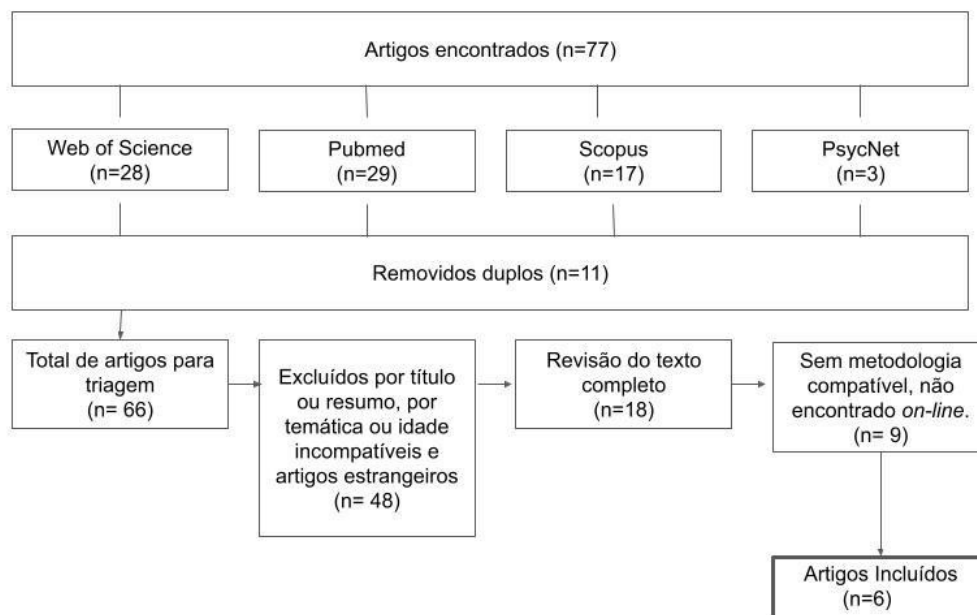 Artigos encontrados (n=77)
Web of Science
(n=28)
Pubmed
(n=29)
Scopus
(n=17)
PsycNet
(n=3)
Removidos duplos (n=11)
Total de artigos para
triagem
(n= 66)
Excluídos por título
ou resumo, por
temática ou idade
incompatíveis e
artigos estrangeiros
(n= 48)
Revisão do texto
completo
(n=18)
Sem metodologia
compatível, não
encontrado on-line.
(n= 9)
Artigos Incluídos
(n=6)